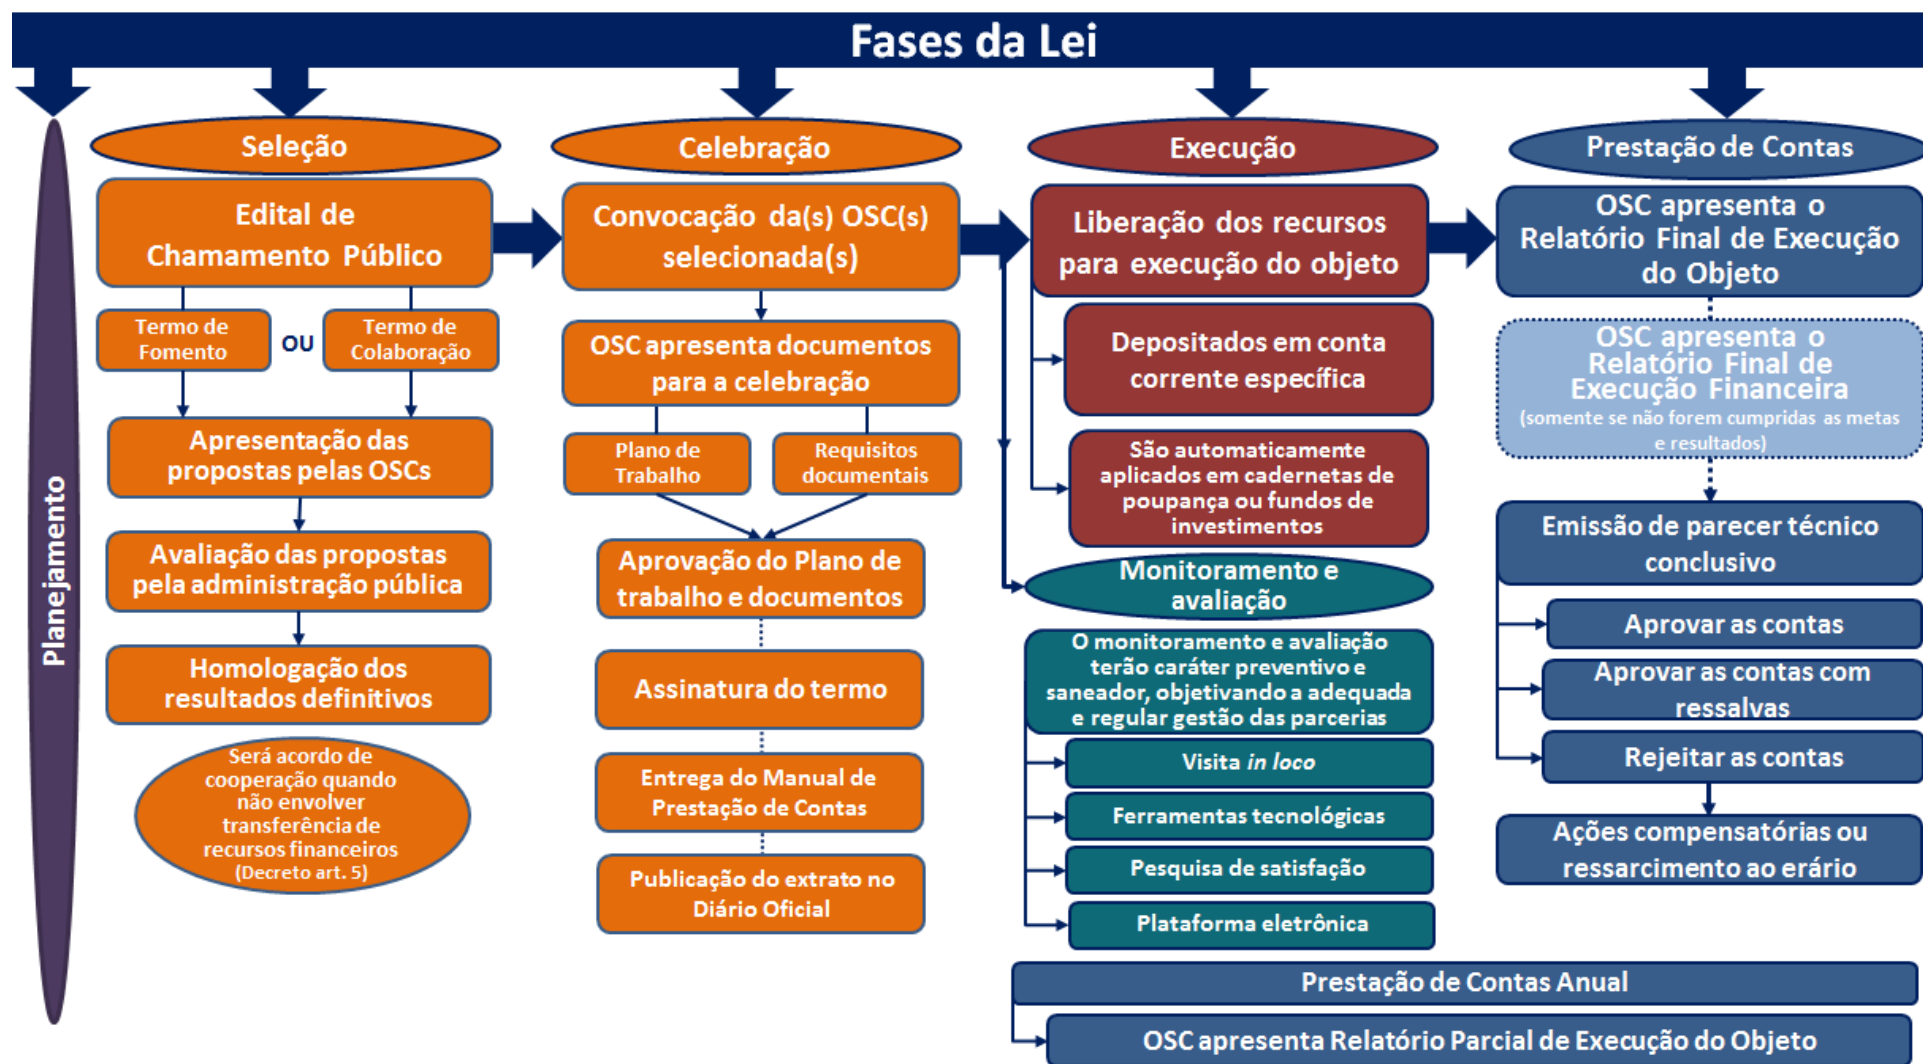 Fases da Lei
Planejamento
Seleção
Edital de
Chamamento Público
Termo de
Fomento
OU
Termo de
Colaboração
Apresentação das
propostas pelas OSCs
Avaliação das propostas
pela administração pública
Homologação dos
resultados definitivos
Será acordo de
cooperação quando
não envolver
transferência de
recursos financeiros
(Decreto art. 5)
Celebração
Convocação da(s) OSC(s)
selecionada(s)
OSC apresenta documentos
para a celebração
Plano de
Trabalho
Requisitos
documentais
Aprovação do Plano de
trabalho e documentos
Assinatura do termo
Entrega do Manual de
Prestação de Contas
Publicação do extrato no
Diário Oficial
Execução
Liberação dos recursos
para execução do objeto
Depositados em conta
corrente específica
São automaticamente
aplicados em cadernetas de
poupança ou fundos de
investimentos
Monitoramento e
avaliação
O monitoramento e avaliação
terão caráter preventivo e
saneador, objetivando a adequada
e regular gestão das parcerias
Visita in loco
Ferramentas tecnológicas
Pesquisa de satisfação
Plataforma eletrônica
Prestação de Contas
OSC apresenta o
Relatório Final de Execução
do Objeto
OSC apresenta o
Relatório Final de
Execução Financeira
(somente se não forem cumpridas as metas
e resultados)
Emissão de parecer técnico
conclusivo
Aprovar as contas
Aprovar as contas com
ressalvas
Rejeitar as contas
Ações compensatórias ou
ressarcimento ao erário
Prestação de Contas Anual
OSC apresenta Relatório Parcial de Execução do Objeto